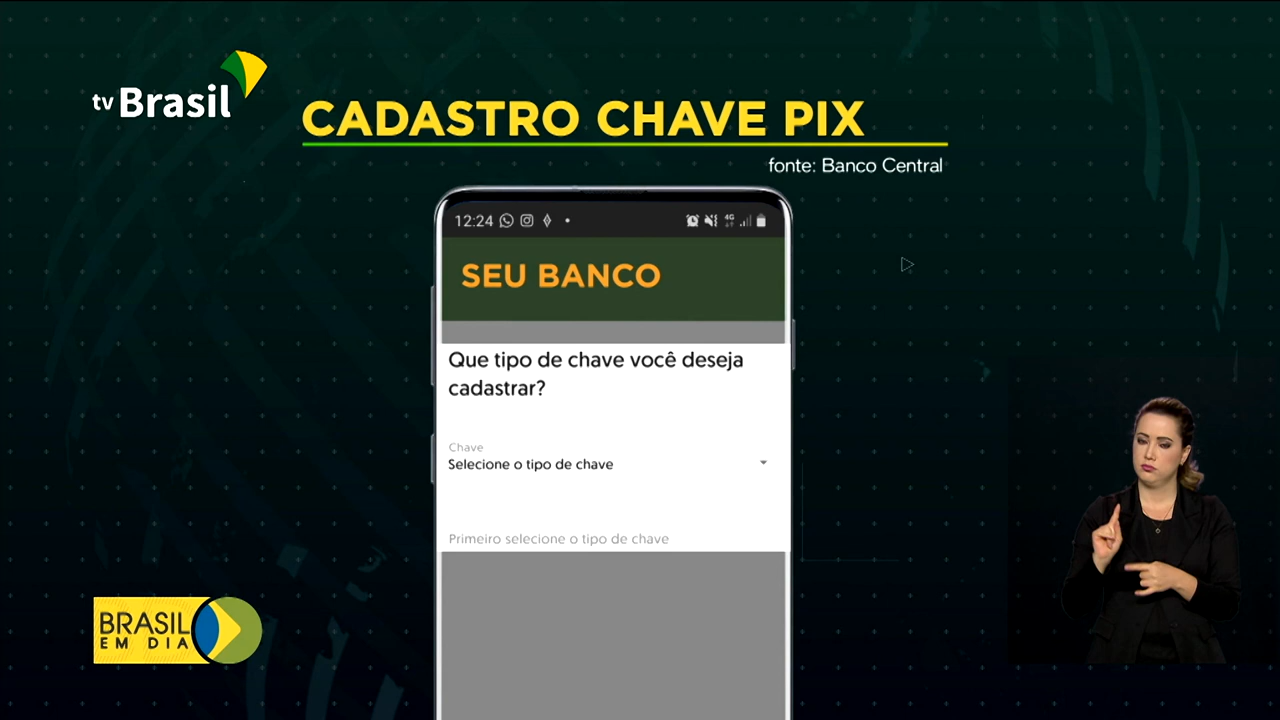 tv Brasil
CADASTRO CHAVE PIX
fonte: Banco Central
12:24
4G
SEU BANCO
Que tipo de chave você deseja
cadastrar?
Chave
Selecione o tipo de chave
Primeiro selecione o tipo de chave
BRASIL
EM DIA